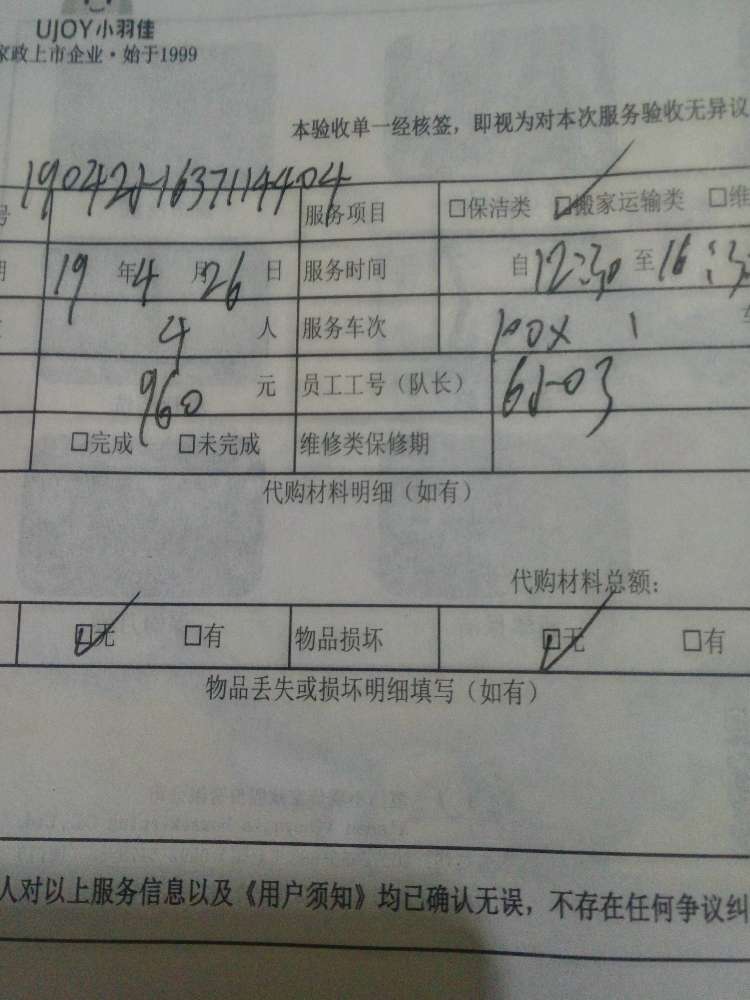 UJOY小羽佳
家政上市企业·始于1999
本验收单一经核签，即视为对本次服务验收无异议
号 服务项目 □保洁类 □搬家运输类 □维
19 年 4 月 26 日 服务时间 自 12:30 至 16:3
4 人 服务车次 1
960 元 员工工号（队长）
□完成 □未完成 维修类保修期
代购材料明细（如有）
代购材料总额：
□无 □有 物品损坏 □无 □有
物品丢失或损坏明细填写（如有）
人对以上服务信息以及《用户须知》均已确认无误，不存在任何争议纠